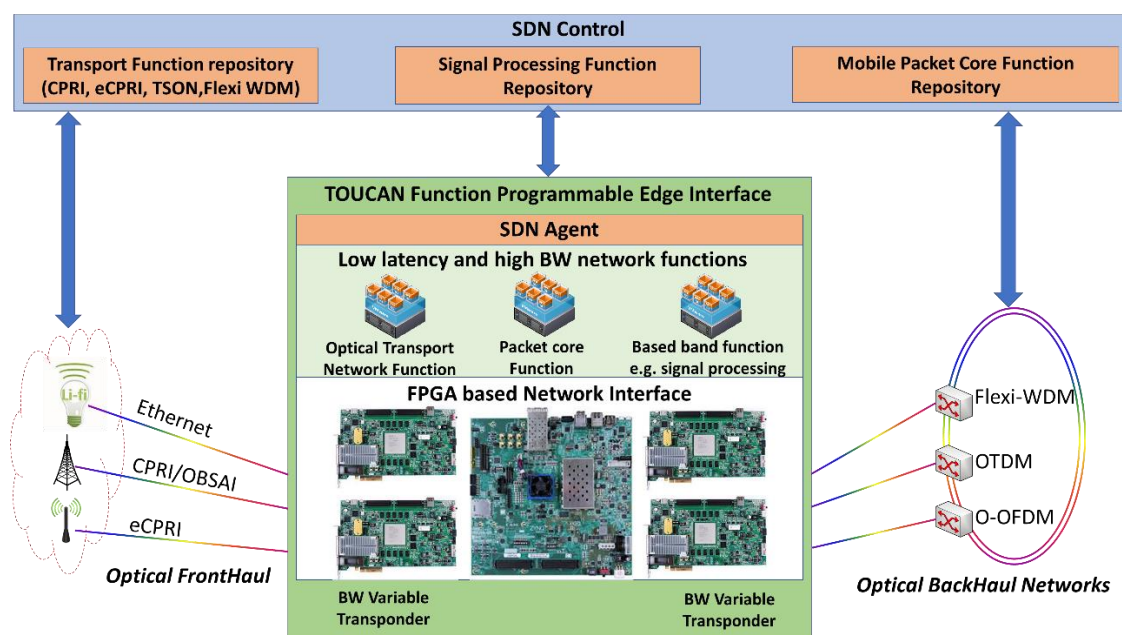 SDN Control
Transport Function repository
(CPRI, eCPRI, TSON,Flexi WDM)
Signal Processing Function
Repository
Mobile Packet Core Function
Repository
TOUCAN Function Programmable Edge Interface
SDN Agent
Low latency and high BW network functions
Optical Transport
Network Function
Packet core
Function
Based band function
e.g. signal processing
FPGA based Network Interface
Li-fi
Ethernet
CPRI/OBSAI
eCPRI
Optical FrontHaul
Flexi-WDM
OTDM
O-OFDM
Optical BackHaul Networks
BW Variable
Transponder
BW Variable
Transponder